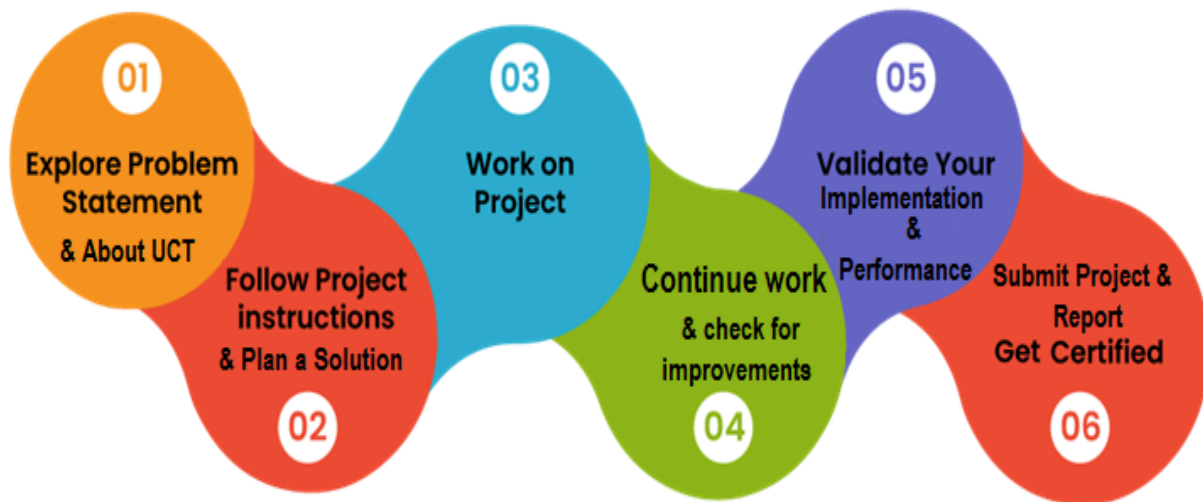 01
Explore Problem
Statement
& About UCT
Follow Project
instructions
& Plan a Solution
02
03
Work on
Project
Continue work
& check for
improvements
04
05
Validate Your
Implementation
&
Performance
Submit Project &
Report
Get Certified
06